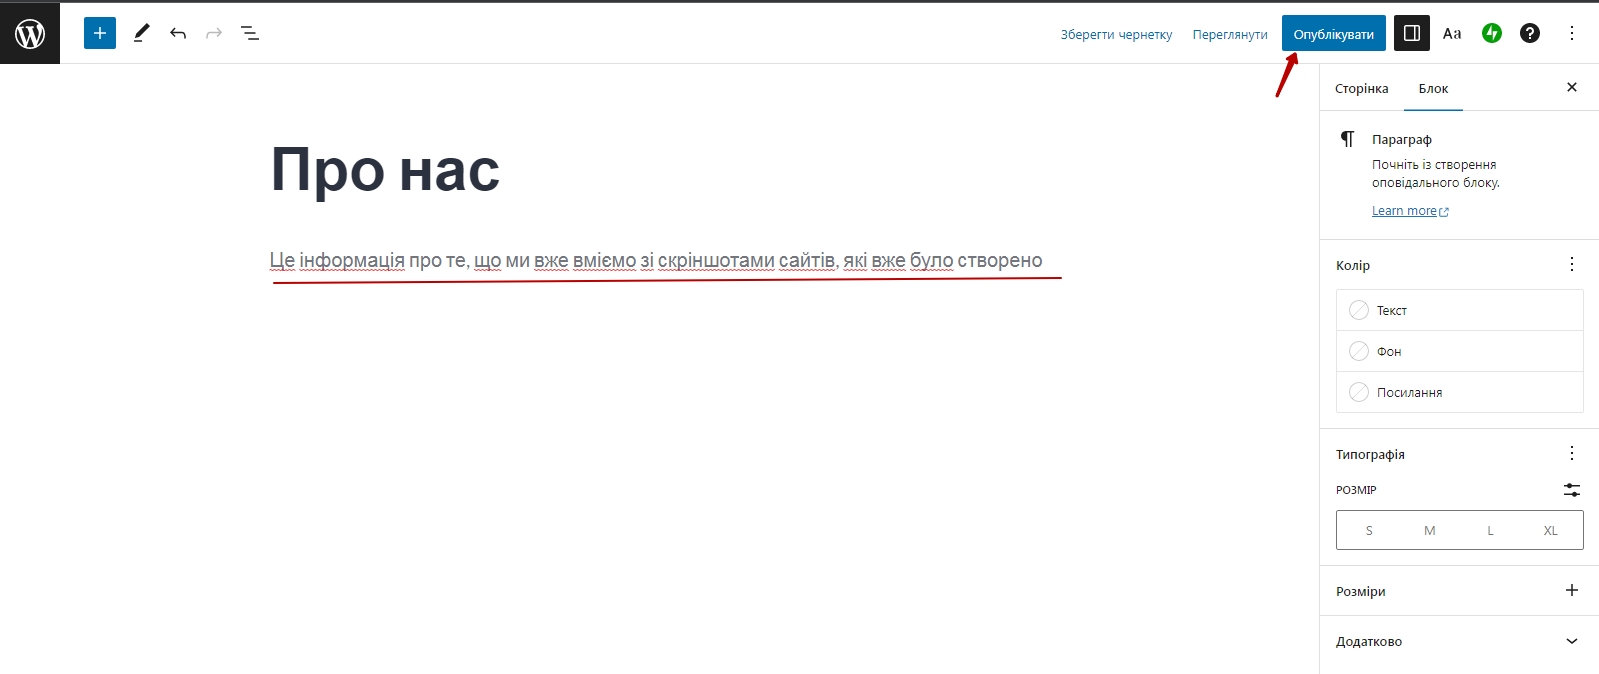 Зберегти чернетку Переглянути Опублікувати Aa
Сторінка Блок
Параграф
Почніть із створення
оповідального блоку.
Learn more
Про нас
Це інформація про те, що ми вже вміємо зі скріншотами сайтів, які вже було створено
Колір
Текст
Фон
Посилання
Типографія
РОЗМІР
S M L XL
Розміри
Додатково